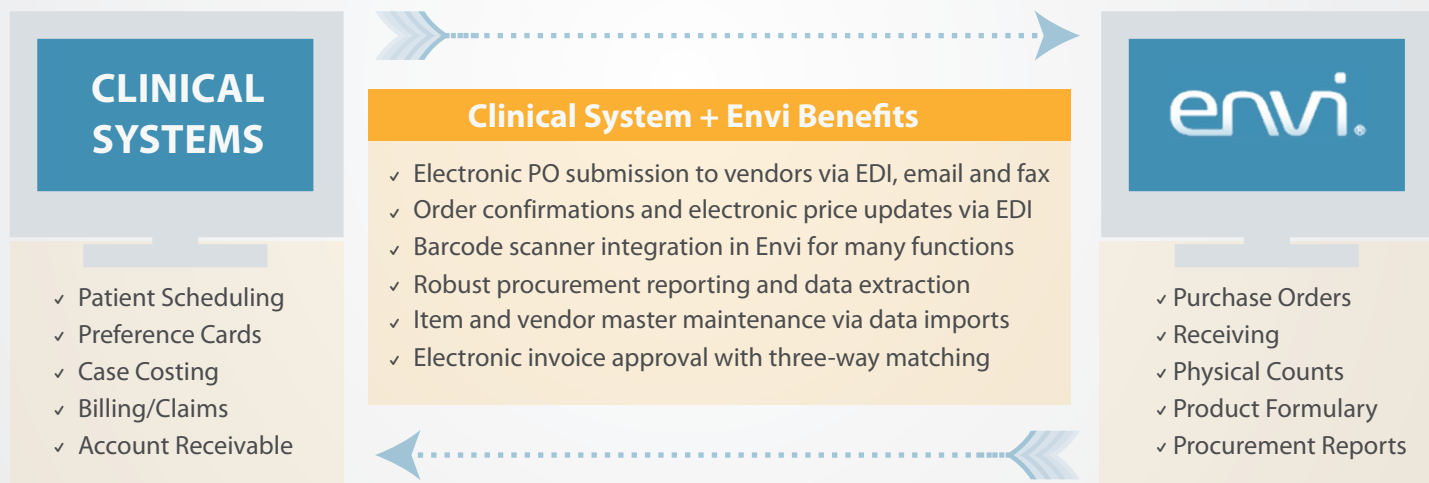 CLINICAL
SYSTEMS
✓ Patient Scheduling
✓ Preference Cards
✓ Case Costing
✓ Billing/Claims
✓ Account Receivable
Clinical System + Envi Benefits
✓ Electronic PO submission to vendors via EDI, email and fax
✓ Order confirmations and electronic price updates via EDI
✓ Barcode scanner integration in Envi for many functions
✓ Robust procurement reporting and data extraction
✓ Item and vendor master maintenance via data imports
✓ Electronic invoice approval with three-way matching
envi®
✓ Purchase Orders
✓ Receiving
✓ Physical Counts
✓ Product Formulary
✓ Procurement Reports